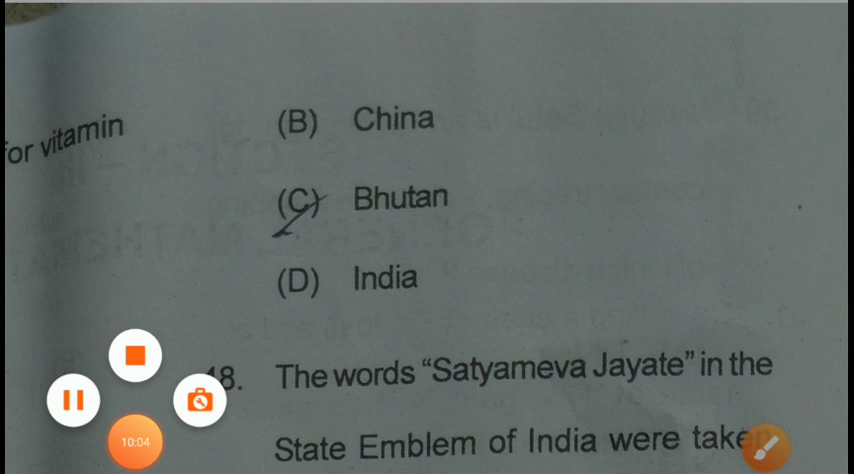 for vitamin
(B) China
(C) Bhutan
(D) India
48. The words “Satyameva Jayate” in the
State Emblem of India were taken
10:04